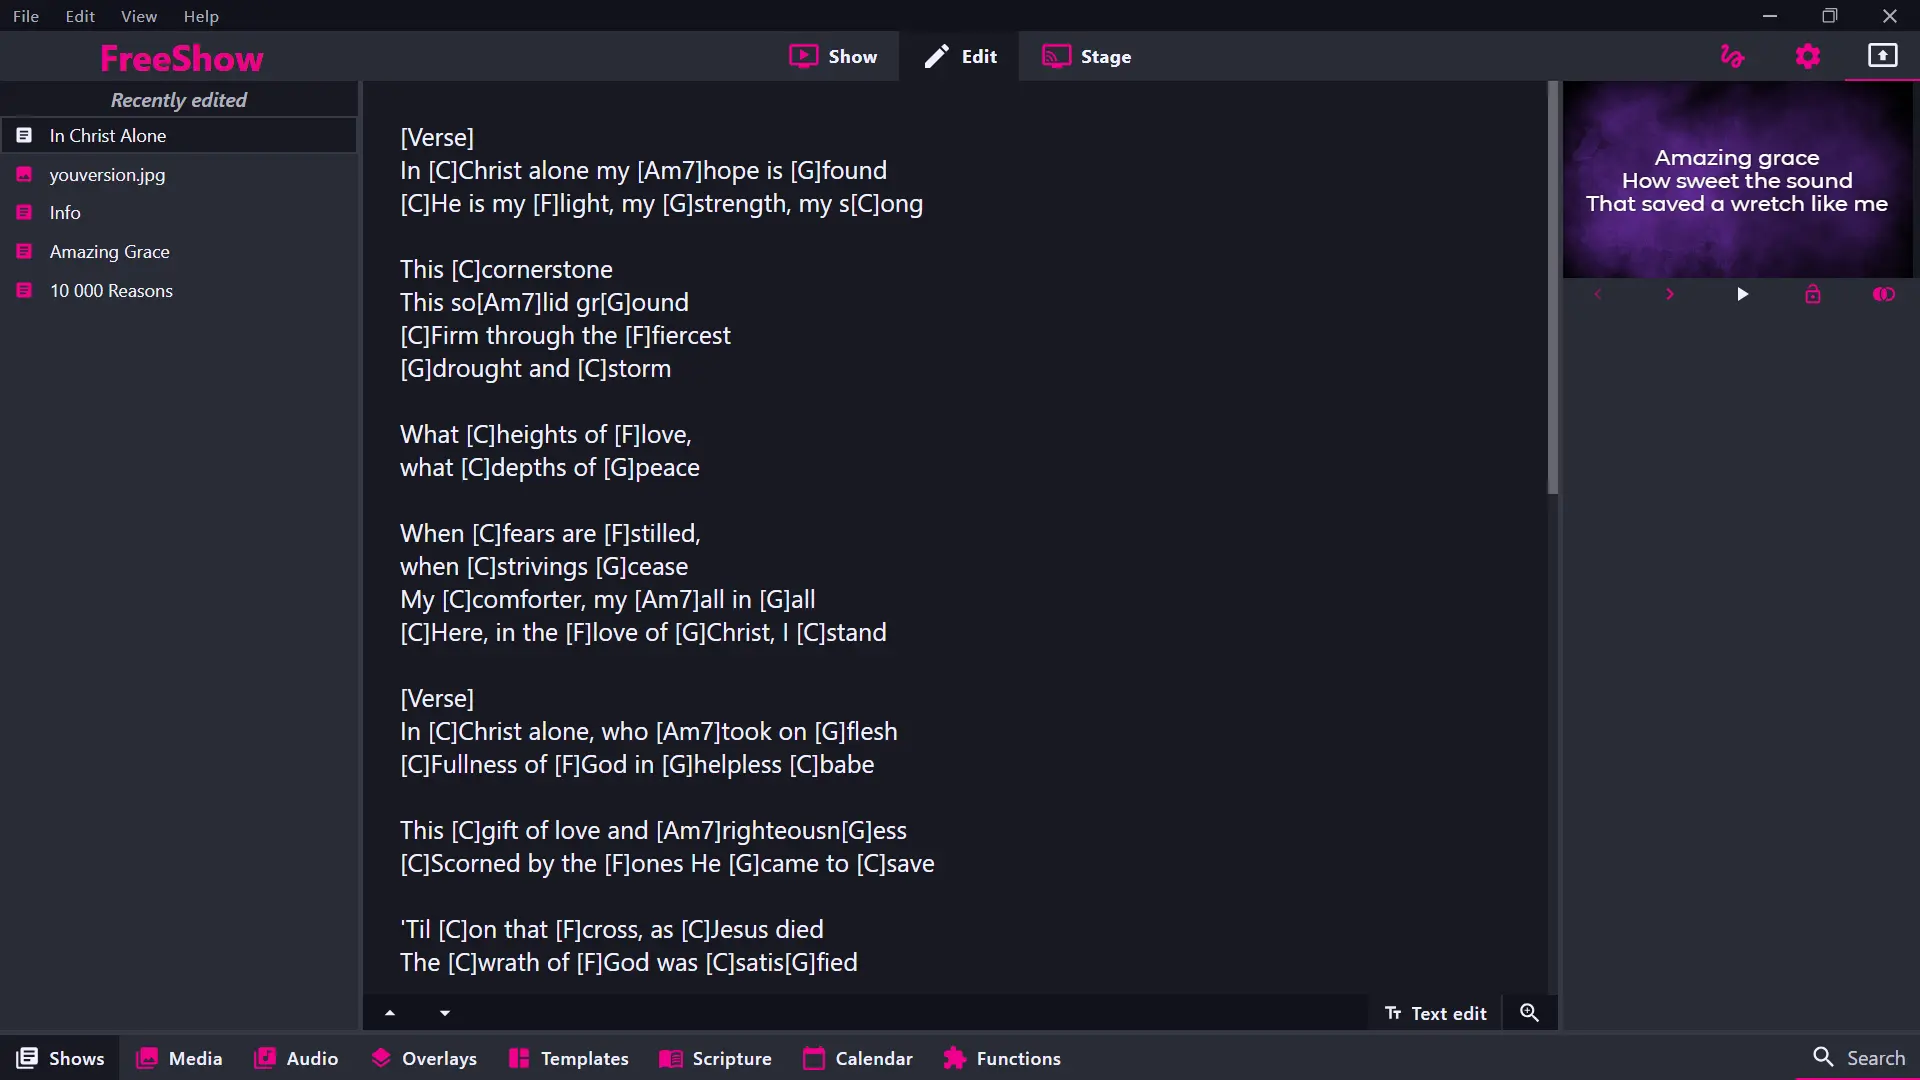 File Edit View Help
FreeShow
Show Edit Stage
Recently edited
In Christ Alone
youversion.jpg
Info
Amazing Grace
10 000 Reasons
[Verse]
In [C]Christ alone my [Am7]hope is [G]found
[C]He is my [F]light, my [G]strength, my s[C]ong
This [C]cornerstone
This so[Am7]lid gr[G]ound
[C]Firm through the [F]fiercest
[G]drought and [C]storm
What [C]heights of [F]love,
what [C]depths of [G]peace
When [C]fears are [F]stilled,
when [C]strivings [G]cease
My [C]comforter, my [Am7]all in [G]all
[C]Here, in the [F]love of [G]Christ, I [C]stand
[Verse]
In [C]Christ alone, who [Am7]took on [G]flesh
[C]Fullness of [F]God in [G]helpless [C]babe
This [C]gift of love and [Am7]righteousn[G]ess
[C]Scorned by the [F]ones He [G]came to [C]save
'Til [C]on that [F]cross, as [C]Jesus died
The [C]wrath of [F]God was [C]satis[G]fied
Text edit
Amazing grace
How sweet the sound
That saved a wretch like me
Shows Media Audio Overlays Templates Scripture Calendar Functions Search